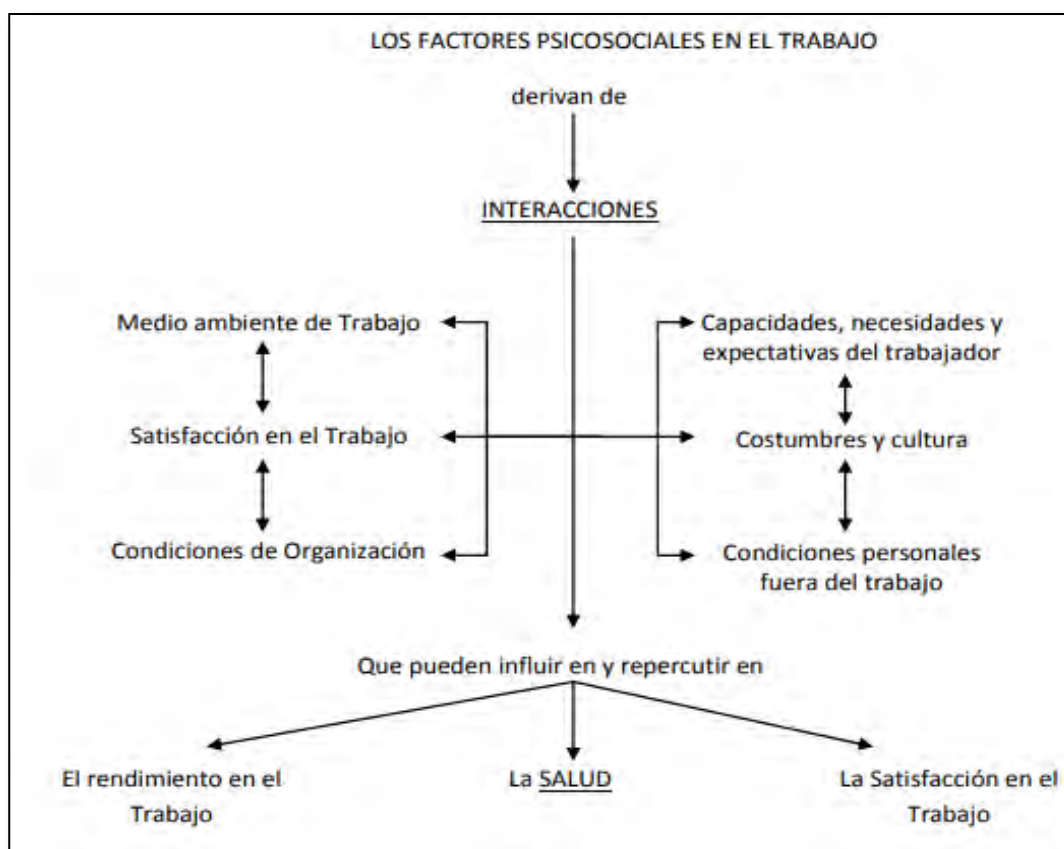 LOS FACTORES PSICOSOCIALES EN EL TRABAJO
derivan de
INTERACCIONES
Medio ambiente de Trabajo
Satisfacción en el Trabajo
Condiciones de Organización
Capacidades, necesidades y
expectativas del trabajador
Costumbres y cultura
Condiciones personales
fuera del trabajo
Que pueden influir en y repercutir en
El rendimiento en el
Trabajo
La SALUD
La Satisfacción en el
Trabajo